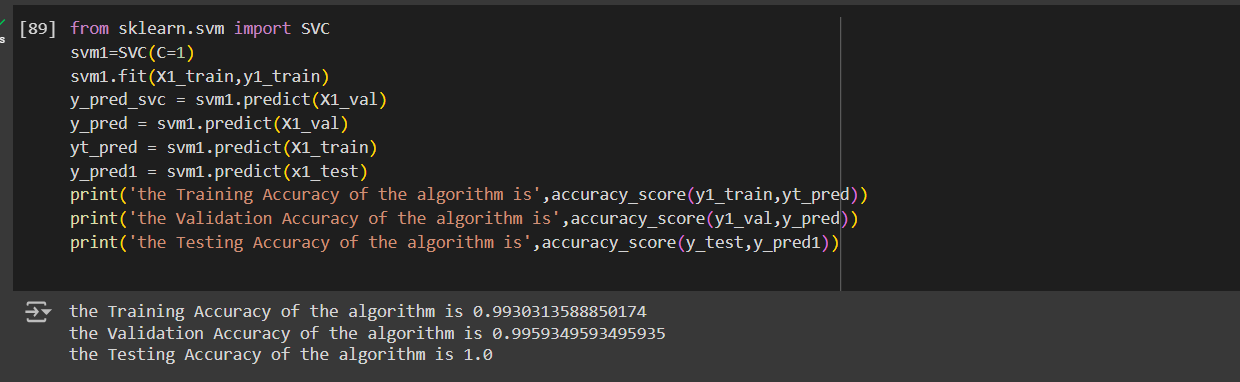 [89] from sklearn.svm import SVC
svm1=SVC(C=1)
svm1.fit(X1_train,y1_train)
y_pred_svc = svm1.predict(X1_val)
y_pred = svm1.predict(X1_val)
yt_pred = svm1.predict(X1_train)
y_pred1 = svm1.predict(x1_test)
print('the Training Accuracy of the algorithm is',accuracy_score(y1_train,yt_pred))
print('the Validation Accuracy of the algorithm is',accuracy_score(y1_val,y_pred))
print('the Testing Accuracy of the algorithm is',accuracy_score(y_test,y_pred1))
the Training Accuracy of the algorithm is 0.9930313588850174
the Validation Accuracy of the algorithm is 0.9959349593495935
the Testing Accuracy of the algorithm is 1.0